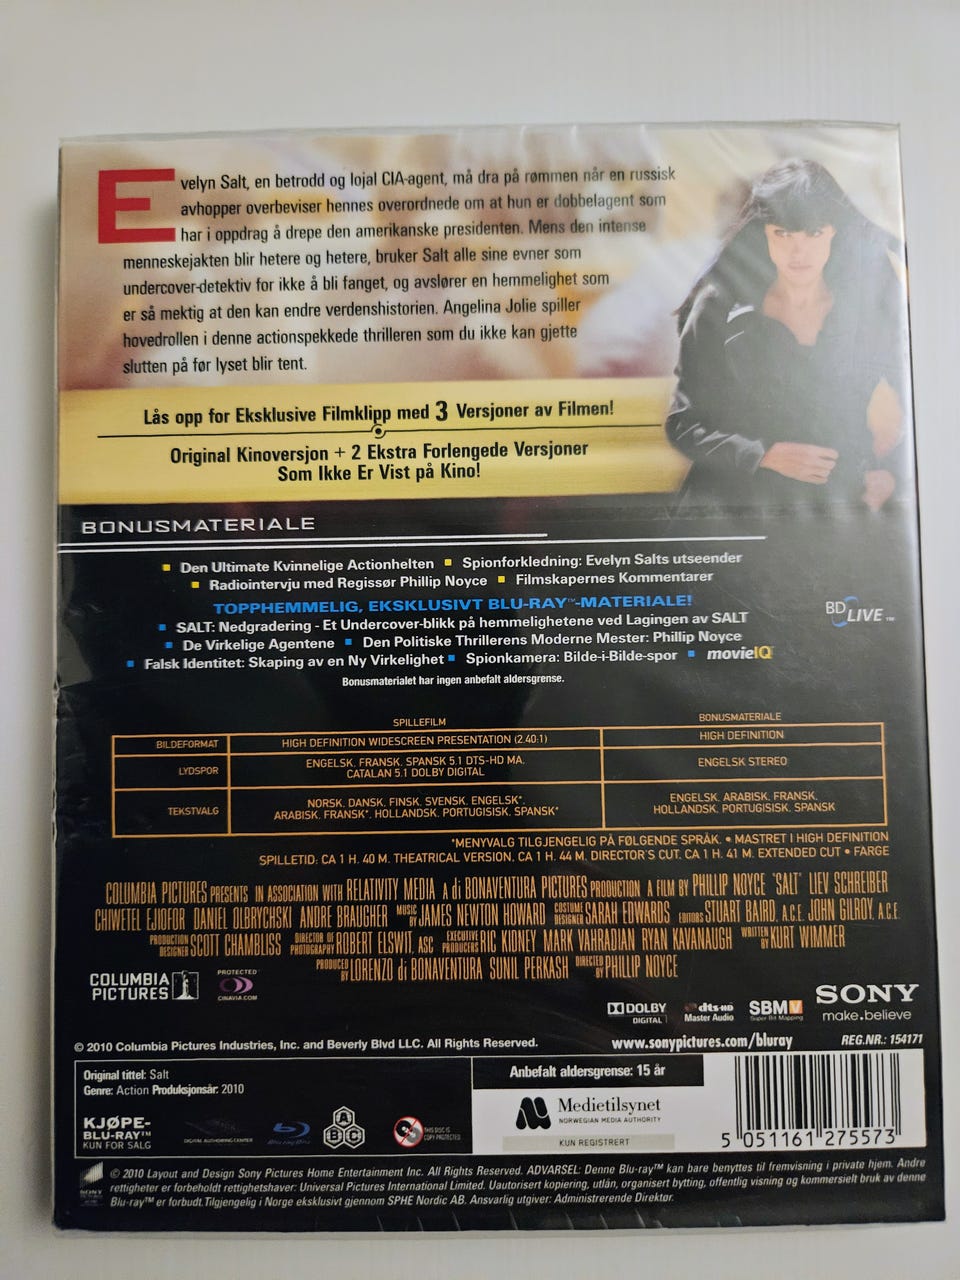 Evelyn Salt, en betrodd og lojal CIA-agent, må dra på rømmen når en russisk
avhopper overbeviser hennes overordnede om at hun er dobbelagent som
har i oppdrag å drepe den amerikanske presidenten. Mens den intense
menneskejakten blir hetere og hetere, bruker Salt alle sine evner som
undercover-detektiv for ikke å bli fanget, og avslører en hemmelighet som
er så mektig at den kan endre verdenshistorien. Angelina Jolie spiller
hovedrollen i denne actionspekkede thrilleren som du ikke kan gjette
slutten på før lyset blir tent.
Lås opp for Eksklusive Filmklipp med 3 Versjoner av Filmen!
Original Kinoversjon + 2 Ekstra Forlengede Versjoner
Som Ikke Er Vist på Kino!
BONUSMATERIALE
▪ Den Ultimate Kvinnelige Actionhelten ▪ Spionforkledning: Evelyn Salts utseender
▪ Radiointervju med Regissør Phillip Noyce ▪ Filmskapernes Kommentarer
TOPPHEMMELIG, EKSKLUSIVT BLU-RAY™-MATERIALE!
▪ SALT: Nedgradering - Et Undercover-blikk på hemmelighetene ved Lagingen av SALT
▪ De Virkelige Agentene ▪ Den Politiske Thrillerens Moderne Mester: Phillip Noyce
▪ Falsk Identitet: Skaping av en Ny Virkelighet ▪ Spionkamera: Bilde-i-Bilde-spor ▪ movieIQ
BD LIVE™
Bonusmaterialet har ingen anbefalt aldersgrense.
SPILLEFILM BONUSMATERIALE
BILDEFORMAT HIGH DEFINITION WIDESCREEN PRESENTATION (2.40:1) HIGH DEFINITION
LYDSPOR ENGELSK, FRANSK, SPANSK 5.1 DTS-HD MA, ENGELSK STEREO
CATALAN 5.1 DOLBY DIGITAL
TEKSTVALG NORSK, DANSK, FINSK, SVENSK, ENGELSK*, ENGELSK, ARABISK, FRANSK,
ARABISK, FRANSK*, HOLLANDSK, PORTUGISISK, SPANSK* HOLLANDSK, PORTUGISISK, SPANSK
*MENYVALG TILGJENGELIG PÅ FØLGENDE SPRÅK. • MASTRET I HIGH DEFINITION
SPILLETID: CA 1 H. 40 M. THEATRICAL VERSION, CA 1 H. 44 M. DIRECTOR'S CUT, CA 1 H. 41 M. EXTENDED CUT • FARGE
COLUMBIA PICTURES PRESENTS IN ASSOCIATION WITH RELATIVITY MEDIA A di BONAVENTURA PICTURES PRODUCTION A FILM BY PHILLIP NOYCE "SALT" LIEV SCHREIBER
CHIWETEL EJIOFOR DANIEL OLBRYCHSKI ANDRE BRAUGHER MUSIC BY JAMES NEWTON HOWARD COSTUME DESIGNER SARAH EDWARDS EDITORS STUART BAIRD, A.C.E. JOHN GILROY, A.C.E.
PRODUCTION DESIGNER SCOTT CHAMBLISS DIRECTOR OF PHOTOGRAPHY ROBERT ELSWIT, ASC EXECUTIVE PRODUCERS RIC KIDNEY MARK VAHRADIAN RYAN KAVANAUGH WRITTEN BY KURT WIMMER
PRODUCED BY LORENZO di BONAVENTURA SUNIL PERKASH DIRECTED BY PHILLIP NOYCE
COLUMBIA
PICTURES
PROTECTED
CINAVIA.COM
DOLBY
DIGITAL
dts-HD
Master Audio
SBMV
Super Bit Mapping
SONY
make.believe
© 2010 Columbia Pictures Industries, Inc. and Beverly Blvd LLC. All Rights Reserved.
www.sonypictures.com/bluray
REG.NR.: 154171
Original tittel: Salt
Genre: Action Produksjonsår: 2010
KJØPE-
BLU-RAY™
KUN FOR SALG
DIGITAL AUTHORING CENTER
Blu-ray Disc
A
B C
THIS DISC IS
COPY PROTECTED
Anbefalt aldersgrense: 15 år
Medietilsynet
NORWEGIAN MEDIA AUTHORITY
KUN REGISTRERT
5 051161 275573
SONY
© 2010 Layout and Design Sony Pictures Home Entertainment Inc. All Rights Reserved. ADVARSEL: Denne Blu-ray™ kan bare benyttes til fremvisning i private hjem. Andre
rettigheter er forbeholdt rettighetshaver: Universal Pictures International Limited. Uautorisert kopiering, utlån, organisert bytting, offentlig visning og kommersielt bruk av denne
Blu-ray™ er forbudt.Tilgjengelig i Norge eksklusivt gjennom SPHE Nordic AB. Ansvarlig utgiver: Administrerende Direktør.